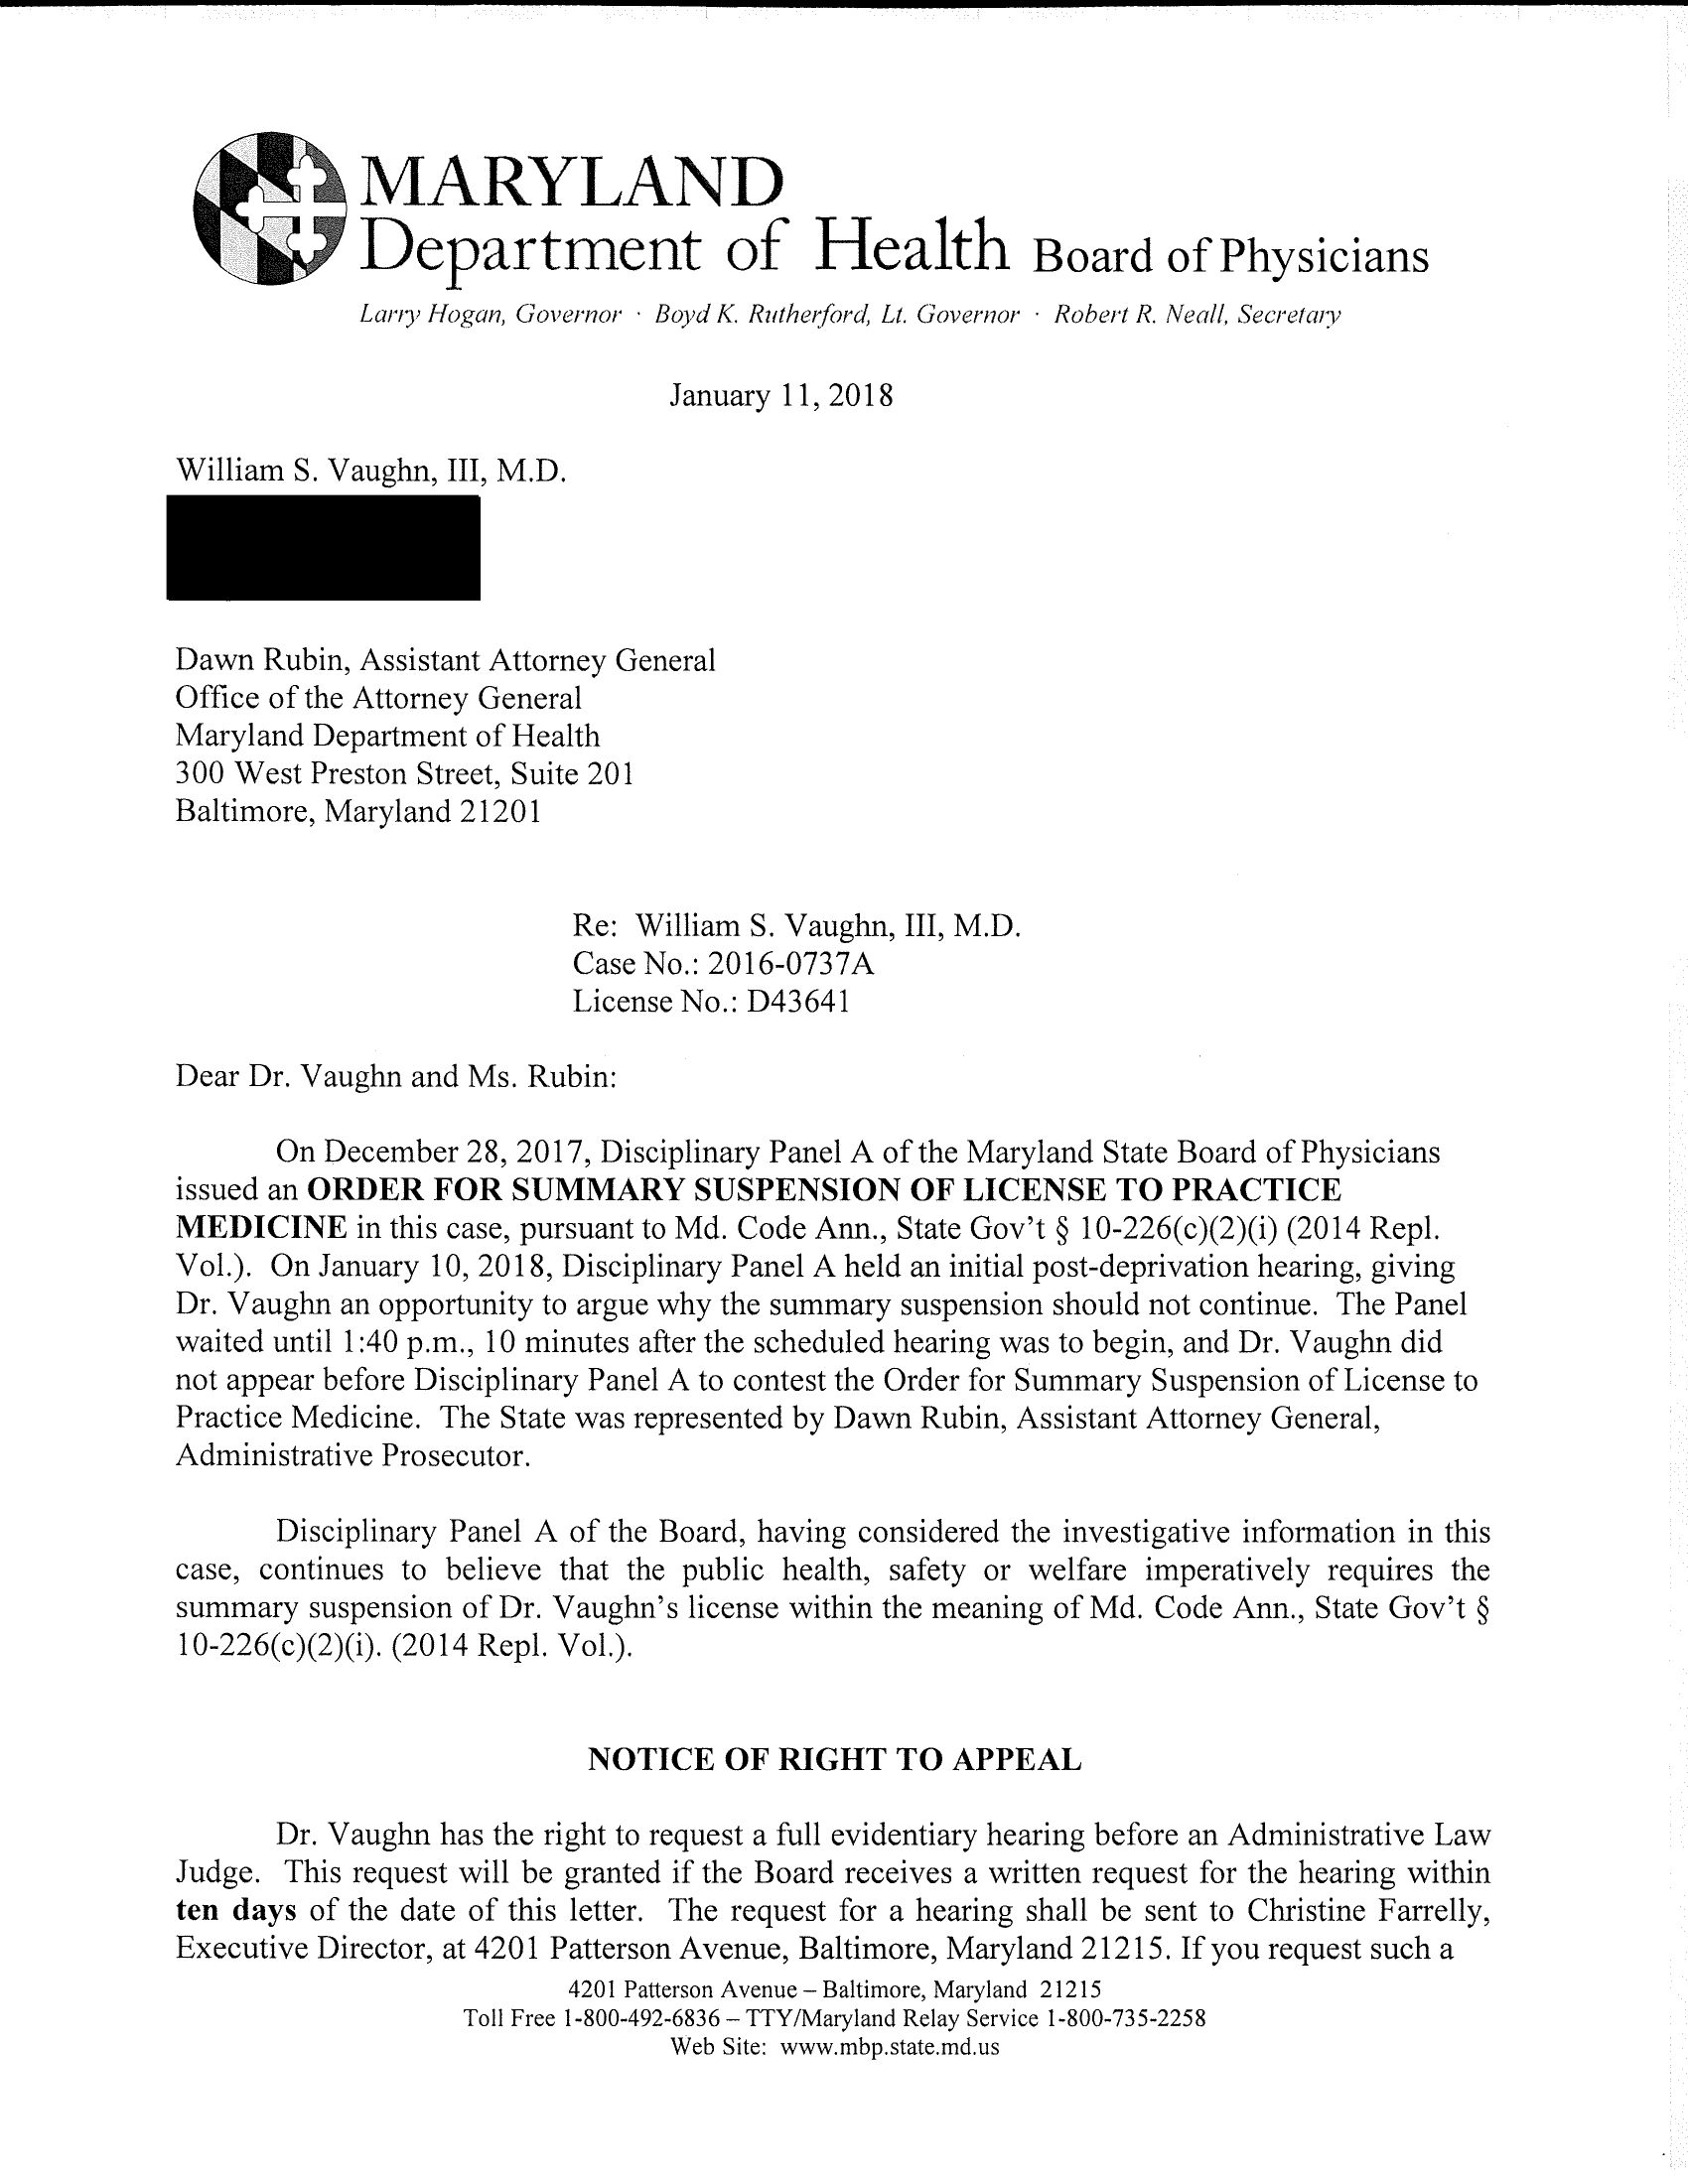 MARYLAND
Department of Health Board of Physicians
Larry Hogan, Governor · Boyd K. Rutherford, Lt. Governor · Robert R. Neall, Secretary
January 11, 2018
William S. Vaughn, III, M.D.
Dawn Rubin, Assistant Attorney General
Office of the Attorney General
Maryland Department of Health
300 West Preston Street, Suite 201
Baltimore, Maryland 21201
Re: William S. Vaughn, III, M.D.
Case No.: 2016-0737A
License No.: D43641
Dear Dr. Vaughn and Ms. Rubin:
On December 28, 2017, Disciplinary Panel A of the Maryland State Board of Physicians
issued an ORDER FOR SUMMARY SUSPENSION OF LICENSE TO PRACTICE
MEDICINE in this case, pursuant to Md. Code Ann., State Gov't § 10-226(c)(2)(i) (2014 Repl.
Vol.). On January 10, 2018, Disciplinary Panel A held an initial post-deprivation hearing, giving
Dr. Vaughn an opportunity to argue why the summary suspension should not continue. The Panel
waited until 1:40 p.m., 10 minutes after the scheduled hearing was to begin, and Dr. Vaughn did
not appear before Disciplinary Panel A to contest the Order for Summary Suspension of License to
Practice Medicine. The State was represented by Dawn Rubin, Assistant Attorney General,
Administrative Prosecutor.
Disciplinary Panel A of the Board, having considered the investigative information in this
case, continues to believe that the public health, safety or welfare imperatively requires the
summary suspension of Dr. Vaughn's license within the meaning of Md. Code Ann., State Gov't §
10-226(c)(2)(i). (2014 Repl. Vol.).
NOTICE OF RIGHT TO APPEAL
Dr. Vaughn has the right to request a full evidentiary hearing before an Administrative Law
Judge. This request will be granted if the Board receives a written request for the hearing within
ten days of the date of this letter. The request for a hearing shall be sent to Christine Farrelly,
Executive Director, at 4201 Patterson Avenue, Baltimore, Maryland 21215. If you request such a
4201 Patterson Avenue – Baltimore, Maryland 21215
Toll Free 1-800-492-6836 – TTY/Maryland Relay Service 1-800-735-2258
Web Site: www.mbp.state.md.us